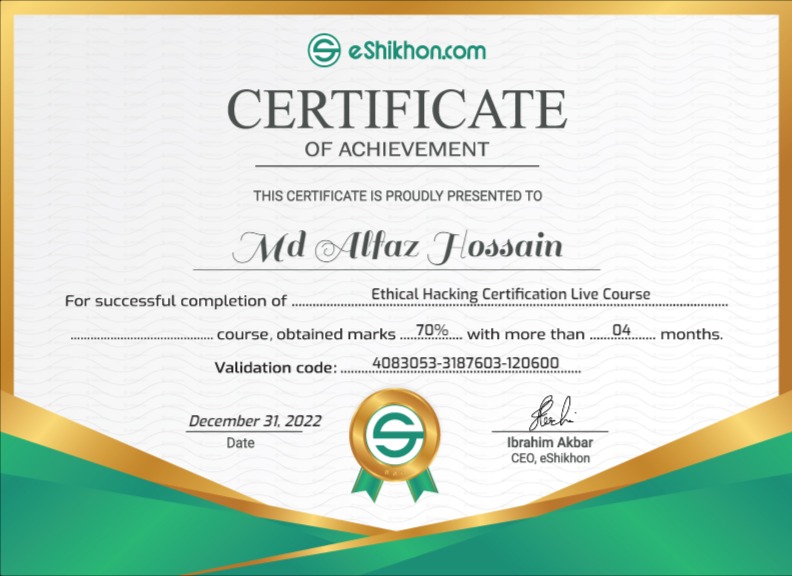 eShikhon.com
CERTIFICATE
OF ACHIEVEMENT
THIS CERTIFICATE IS PROUDLY PRESENTED TO
Md Alfaz Hossain
For successful completion of ...Ethical Hacking Certification Live Course...
... course, obtained marks ...70%... with more than ...04... months.
Validation code: ...4083053-3187603-120600...
December 31, 2022
Date
Ibrahim Akbar
CEO, eShikhon